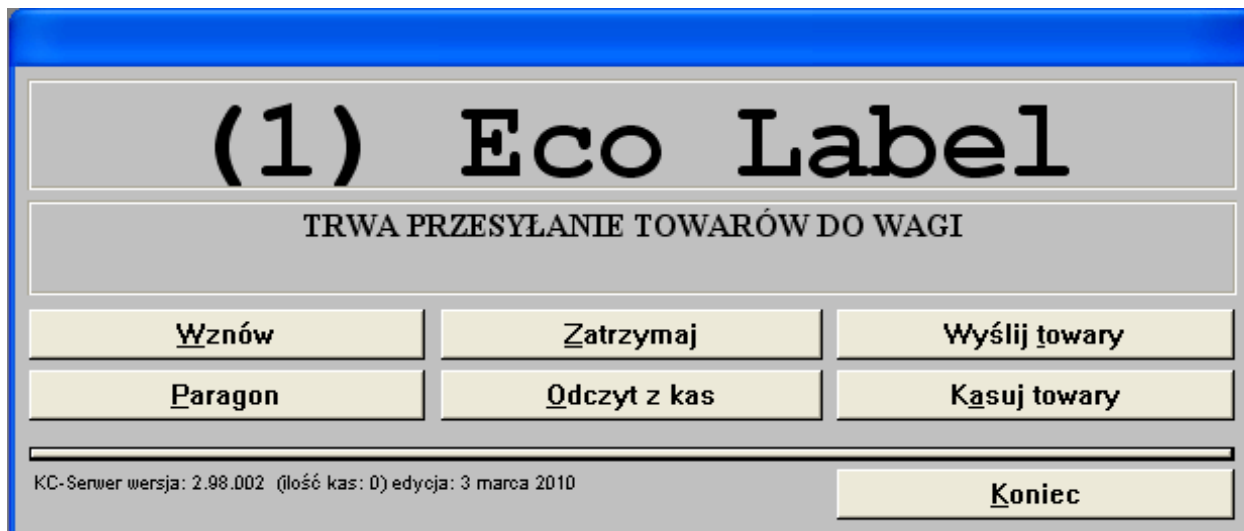 (1) Eco Label
TRWA PRZESYŁANIE TOWARÓW DO WAGI
Wznów
Zatrzymaj
Wyślij towary
Paragon
Odczyt z kas
Kasuj towary
KC-Serwer wersja: 2.98.002 (ilość kas: 0) edycja: 3 marca 2010
Koniec